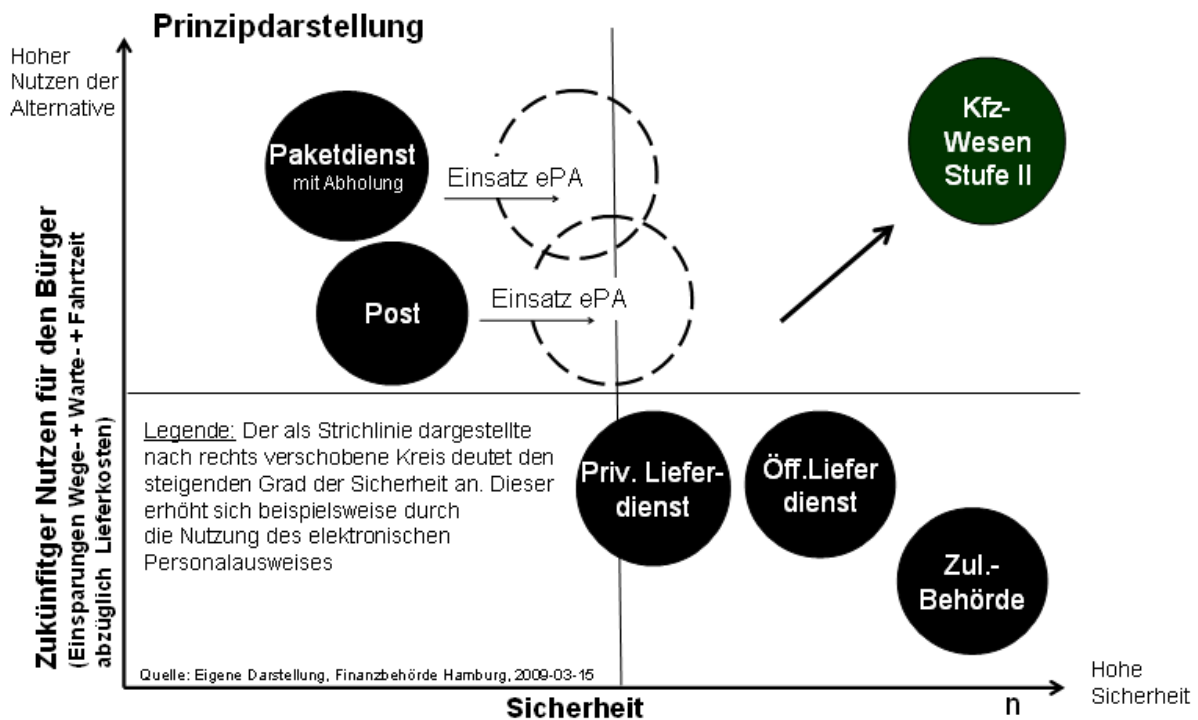 Prinzipdarstellung
Hoher
Nutzen der
Alternative
Zukünfitger Nutzen für den Bürger
(Einsparungen Wege- + Warte- + Fahrtzeit
abzüglich Lieferkosten)
Paketdienst
mit Abholung
Einsatz ePA
Kfz-
Wesen
Stufe II
Post
Einsatz ePA
Legende: Der als Strichlinie dargestellte
nach rechts verschobene Kreis deutet den
steigenden Grad der Sicherheit an. Dieser
erhöht sich beispielsweise durch
die Nutzung des elektronischen
Personalausweises
Priv. Liefer-
dienst
Öff.Liefer
dienst
Zul.-
Behörde
Quelle: Eigene Darstellung, Finanzbehörde Hamburg, 2009-03-15
Sicherheit
n
Hohe
Sicherheit